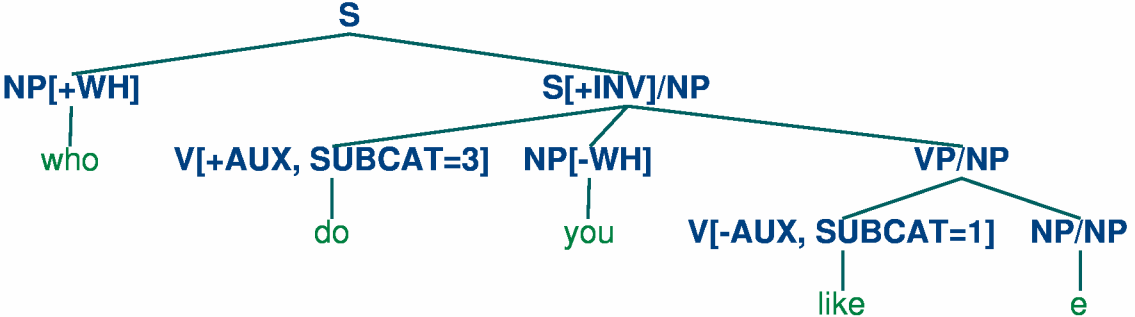 S
NP[+WH] S[+INV]/NP
who V[+AUX, SUBCAT=3] NP[-WH] VP/NP
do you V[-AUX, SUBCAT=1] NP/NP
like e